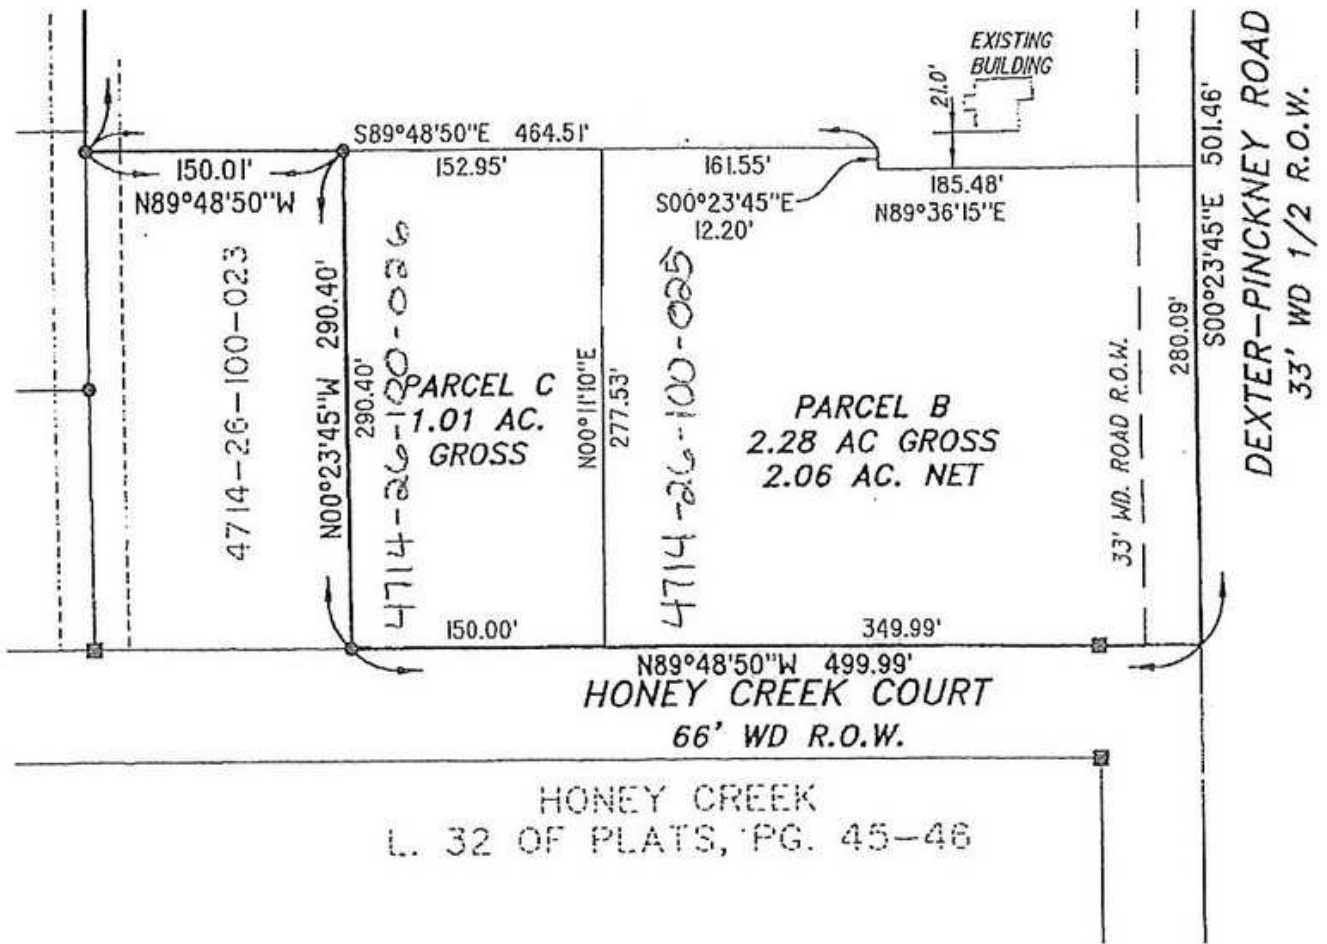 EXISTING
BUILDING
21.0'
S89°48'50"E 464.51'
150.01'
N89°48'50"W
152.95'
161.55'
S00°23'45"E
12.20'
185.48'
N89°36'15"E
4714-26-100-023
N00°23'45"W 290.40'
290.40'
4714-26-100-026
PARCEL C
1.01 AC.
GROSS
N00°11'10"E
277.53'
4714-26-100-025
PARCEL B
2.28 AC GROSS
2.06 AC. NET
33' WD. ROAD R.O.W.
280.09'
S00°23'45"E 501.46'
DEXTER-PINCKNEY ROAD
33' WD 1/2 R.O.W.
150.00'
349.99'
N89°48'50"W 499.99'
HONEY CREEK COURT
66' WD R.O.W.
HONEY CREEK
L. 32 OF PLATS, PG. 45-46